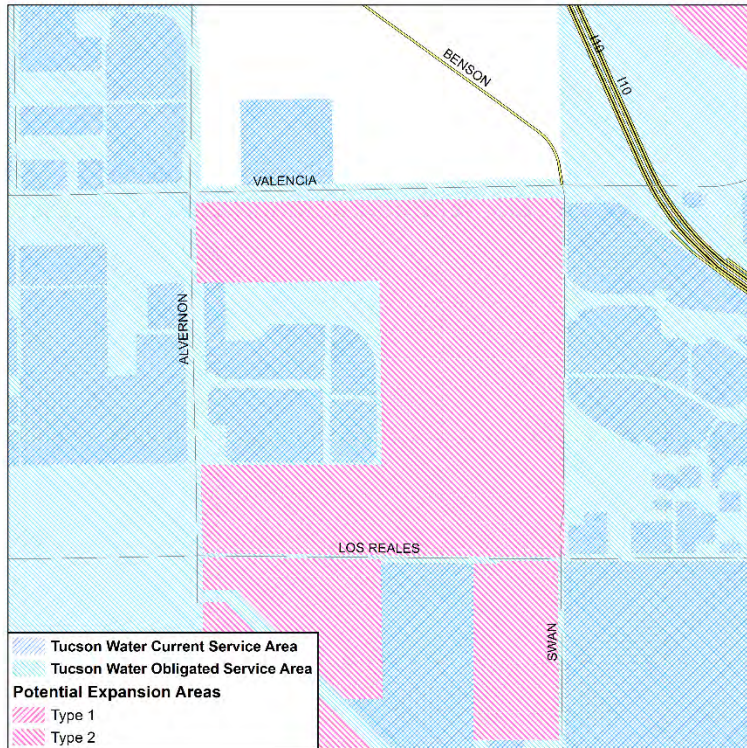 BENSON
I10
I10
VALENCIA
ALVERNON
LOS REALES
SWAN
Tucson Water Current Service Area
Tucson Water Obligated Service Area
Potential Expansion Areas
Type 1
Type 2